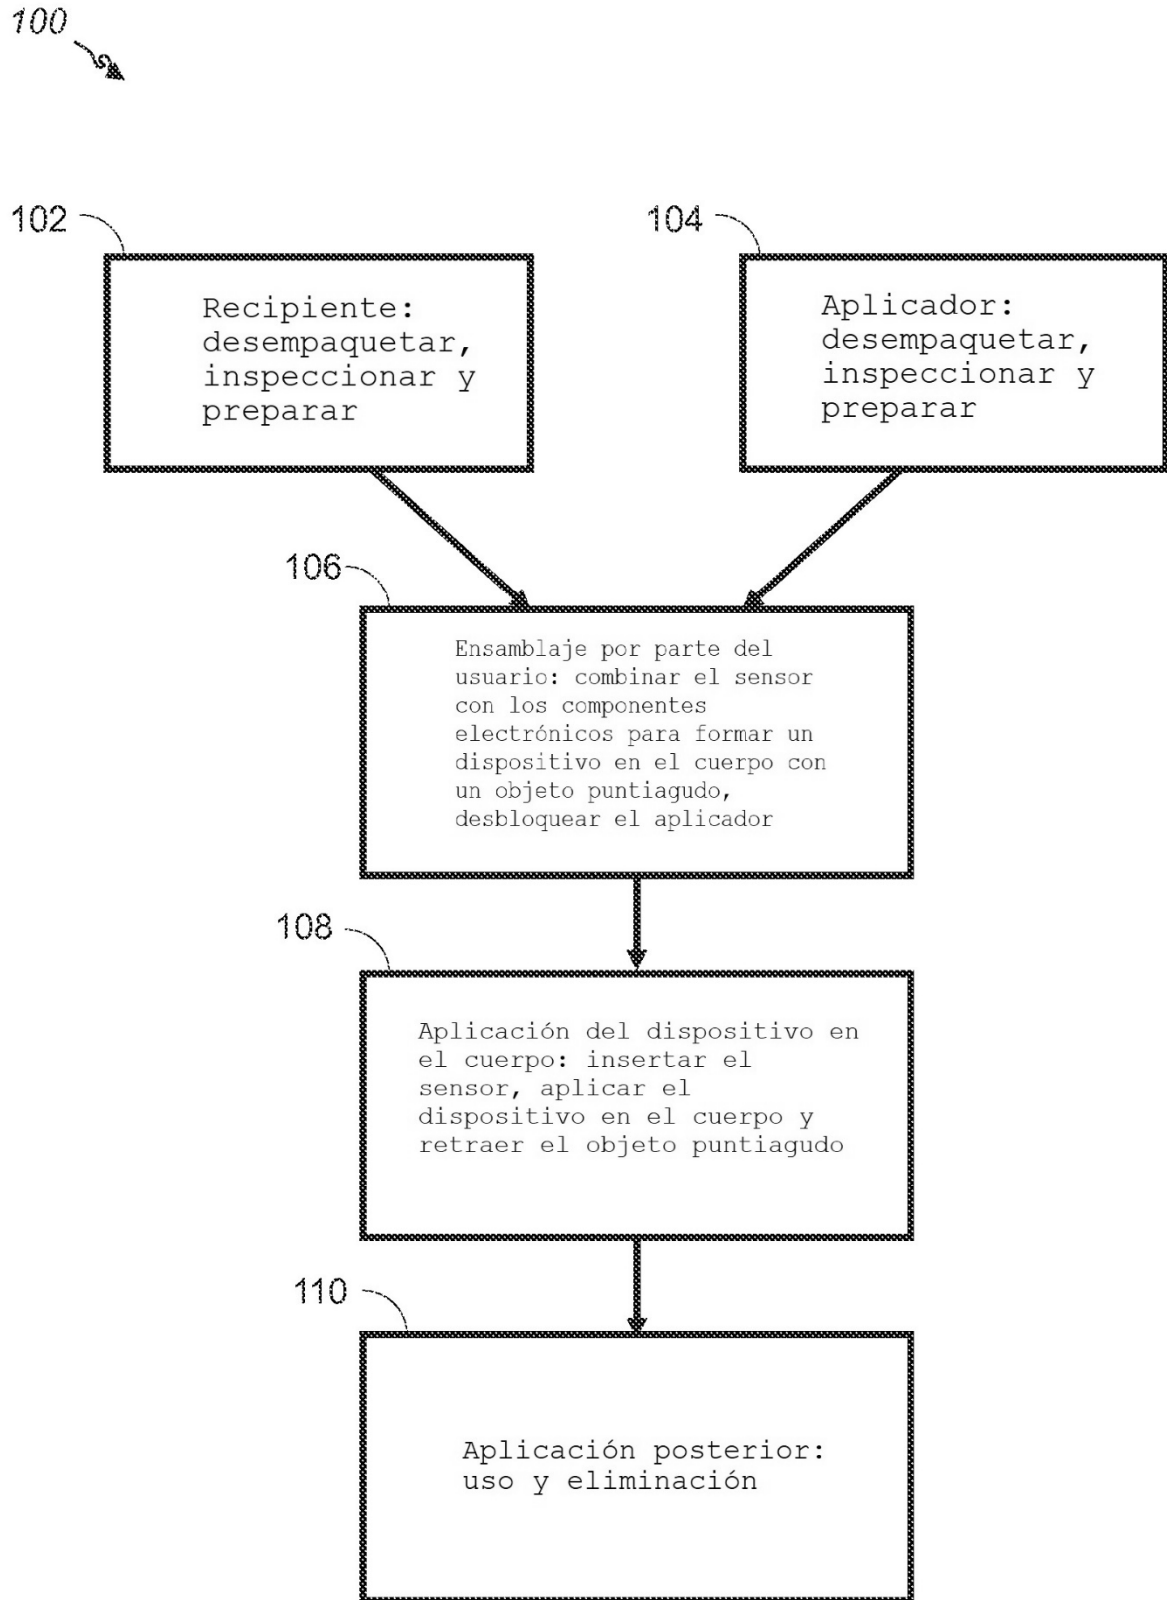 100
102
104
Recipiente:
desempaquetar,
inspeccionar y
preparar
Aplicador:
desempaquetar,
inspeccionar y
preparar
106
Ensamblaje por parte del
usuario: combinar el sensor
con los componentes
electrónicos para formar un
dispositivo en el cuerpo con
un objeto puntiagudo,
desbloquear el aplicador
108
Aplicación del dispositivo en
el cuerpo: insertar el
sensor, aplicar el
dispositivo en el cuerpo y
retraer el objeto puntiagudo
110
Aplicación posterior:
uso y eliminación